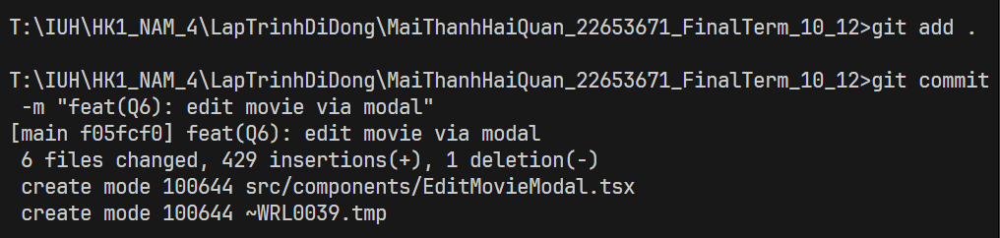 T:\IUH\HK1_NAM_4\LapTrinhDiDong\MaiThanhHaiQuan_22653671_FinalTerm_10_12>git add .
T:\IUH\HK1_NAM_4\LapTrinhDiDong\MaiThanhHaiQuan_22653671_FinalTerm_10_12>git commit
-m "feat(Q6): edit movie via modal"
[main f05fcf0] feat(Q6): edit movie via modal
6 files changed, 429 insertions(+), 1 deletion(-)
create mode 100644 src/components/EditMovieModal.tsx
create mode 100644 ~WRL0039.tmp